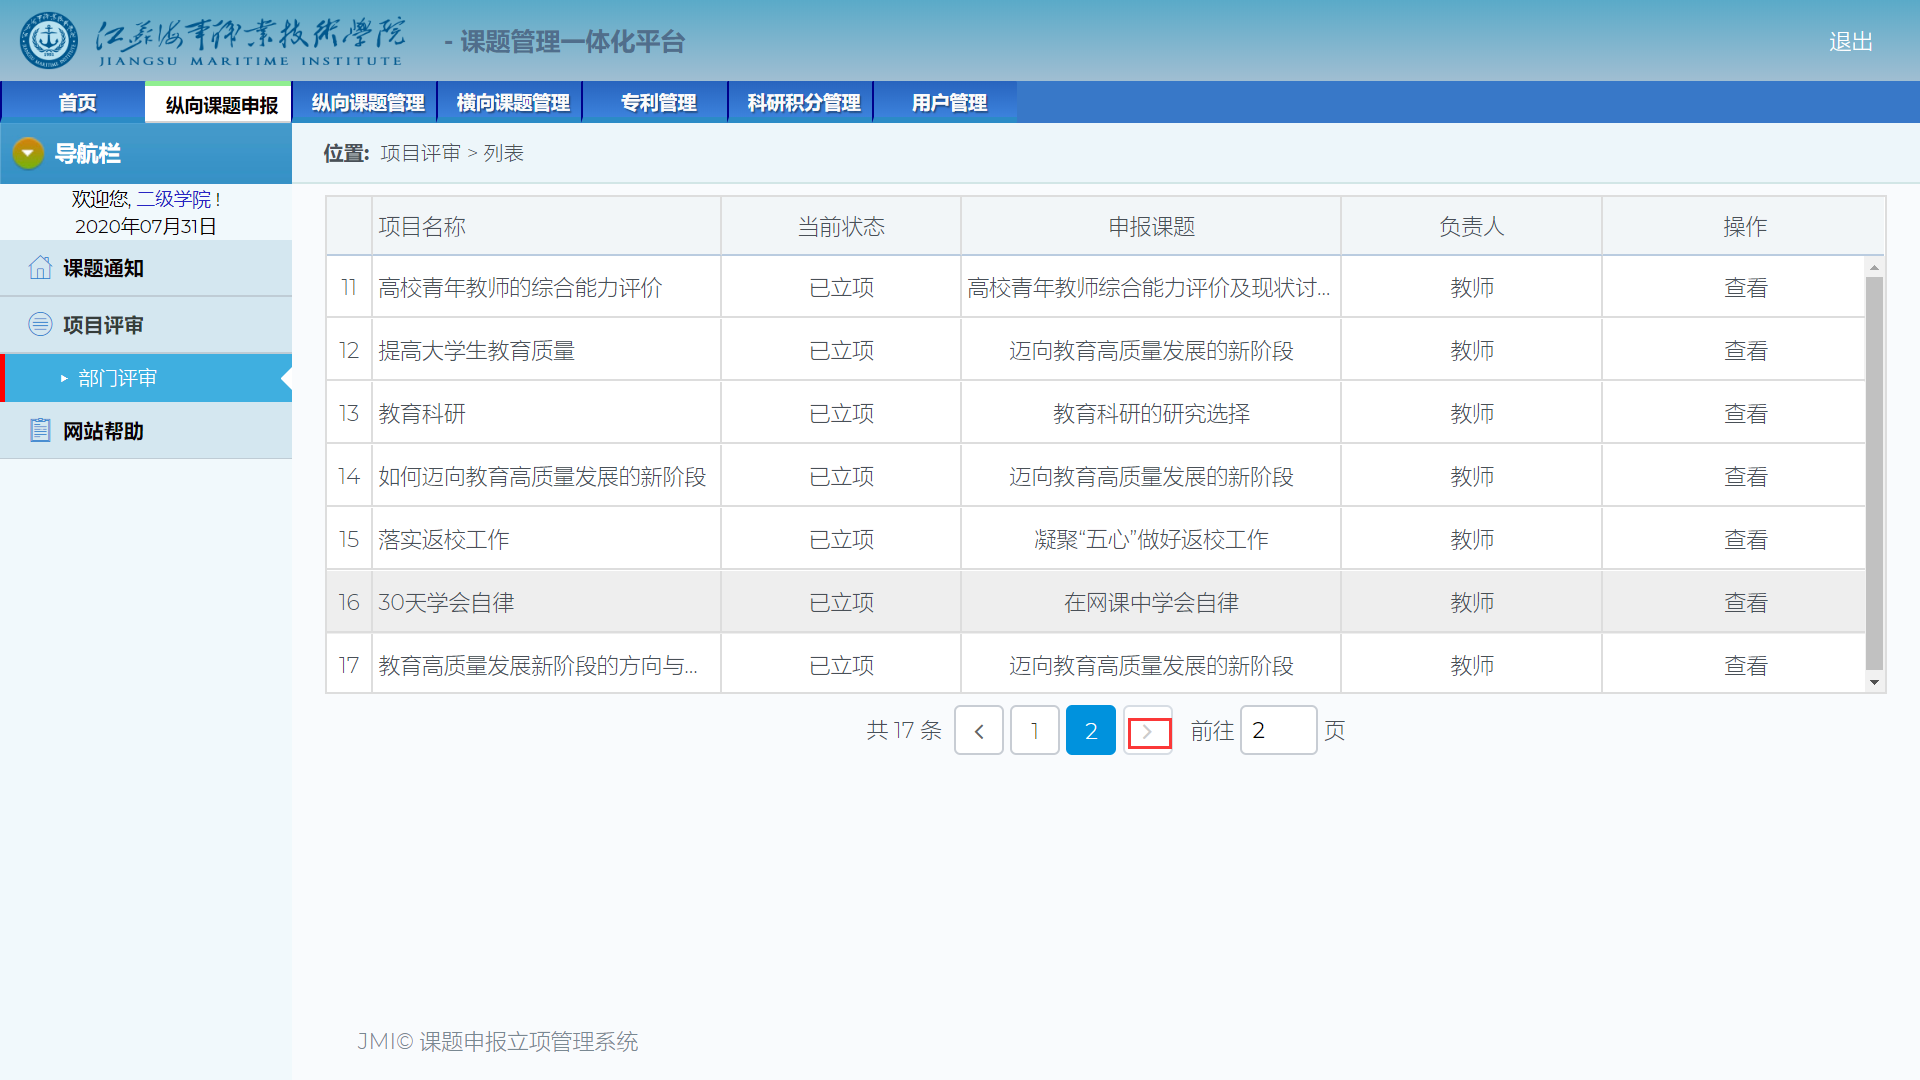 江苏海事职业技术学院
JIANGSU MARITIME INSTITUTE
- 课题管理一体化平台
退出
首页 纵向课题申报 纵向课题管理 横向课题管理 专利管理 科研积分管理 用户管理
导航栏
欢迎您, 二级学院 !
2020年07月31日
课题通知
项目评审
部门评审
网站帮助
位置: 项目评审 > 列表
项目名称 当前状态 申报课题 负责人 操作
11 高校青年教师的综合能力评价 已立项 高校青年教师综合能力评价及现状讨... 教师 查看
12 提高大学生教育质量 已立项 迈向教育高质量发展的新阶段 教师 查看
13 教育科研 已立项 教育科研的研究选择 教师 查看
14 如何迈向教育高质量发展的新阶段 已立项 迈向教育高质量发展的新阶段 教师 查看
15 落实返校工作 已立项 凝聚“五心”做好返校工作 教师 查看
16 30天学会自律 已立项 在网课中学会自律 教师 查看
17 教育高质量发展新阶段的方向与... 已立项 迈向教育高质量发展的新阶段 教师 查看
共 17 条 1 2 前往 2 页
JMI© 课题申报立项管理系统